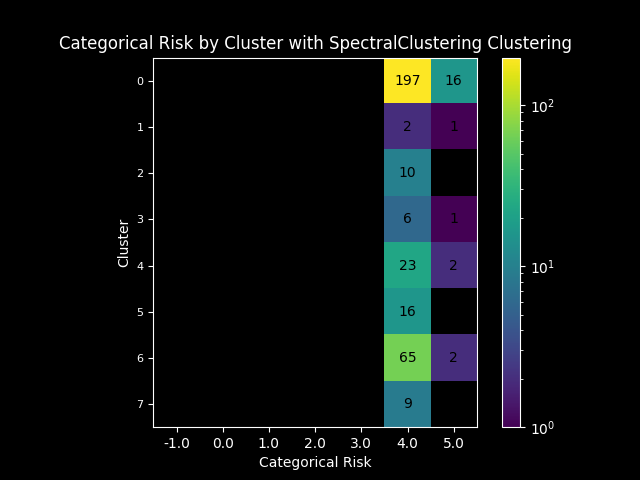 Categorical Risk by Cluster with SpectralClustering Clustering
0 197 16
1 2 1
2 10
3 6 1
4 23 2
5 16
6 65 2
7 9
Cluster
-1.0 0.0 1.0 2.0 3.0 4.0 5.0
Categorical Risk
10²
10¹
10⁰